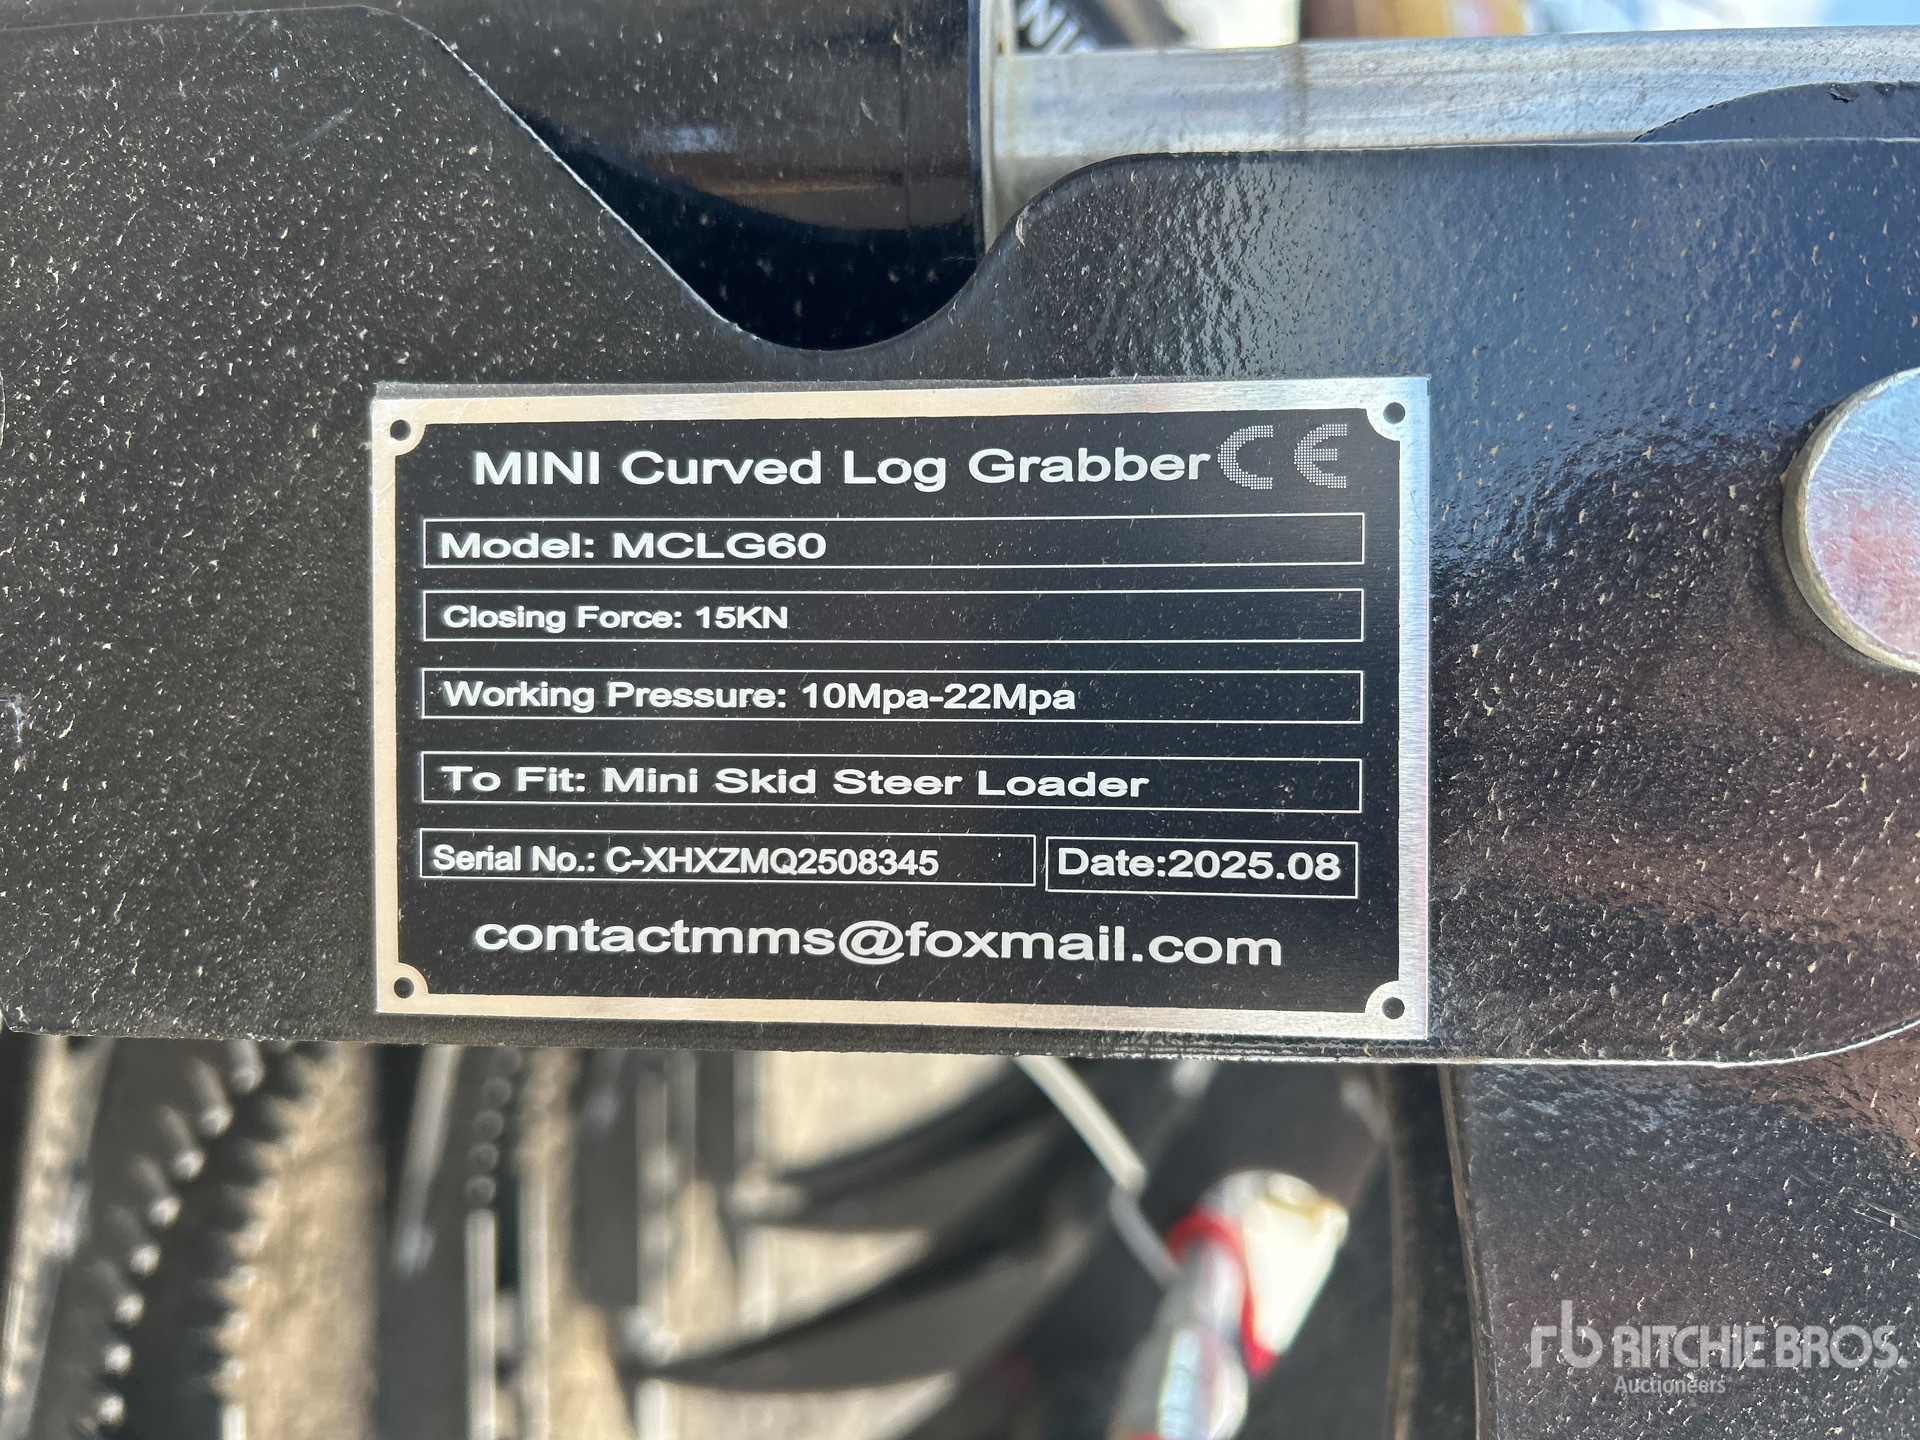 MINI Curved Log Grabber CE
Model: MCLG60
Closing Force: 15KN
Working Pressure: 10Mpa-22Mpa
To Fit: Mini Skid Steer Loader
Serial No.: C-XHXZMQ2508345
Date:2025.08
contactmms@foxmail.com
rb RITCHIE BROS.
Auctioneers